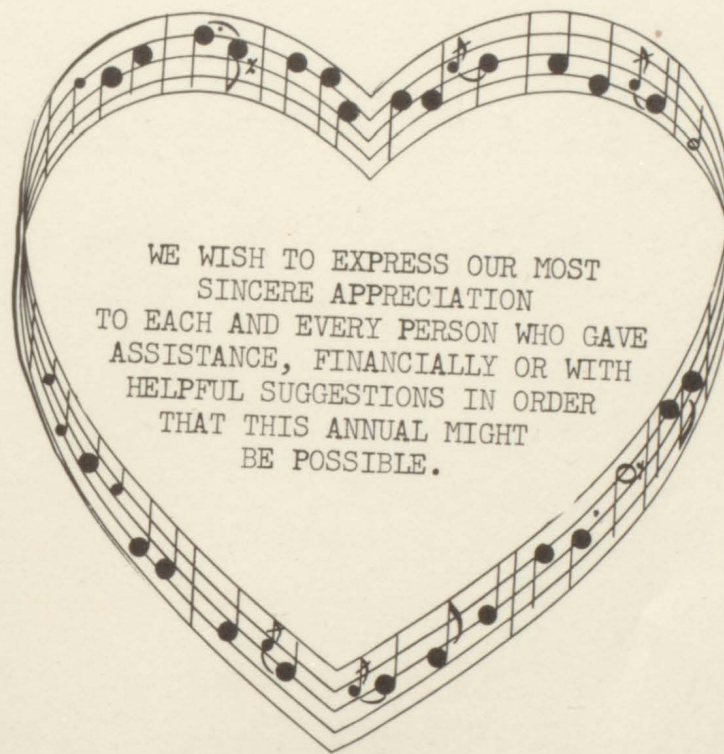 WE WISH TO EXPRESS OUR MOST
SINCERE APPRECIATION
TO EACH AND EVERY PERSON WHO GAVE
ASSISTANCE, FINANCIALLY OR WITH
HELPFUL SUGGESTIONS IN ORDER
THAT THIS ANNUAL MIGHT
BE POSSIBLE.